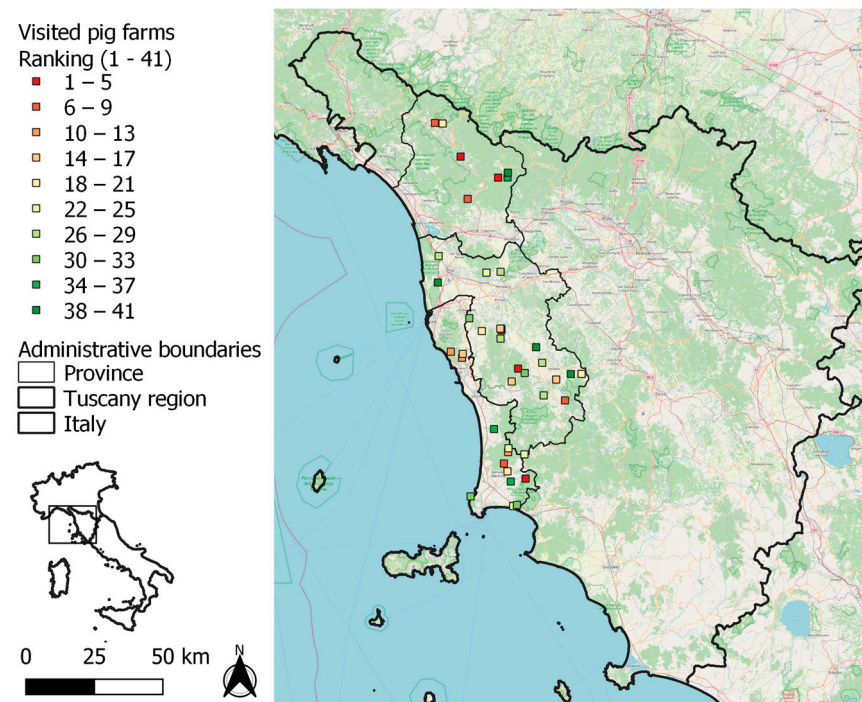 Visited pig farms
Ranking (1 - 41)
1 – 5
6 – 9
10 – 13
14 – 17
18 – 21
22 – 25
26 – 29
30 – 33
34 – 37
38 – 41
Administrative boundaries
Province
Tuscany region
Italy
0 25 50 km
N